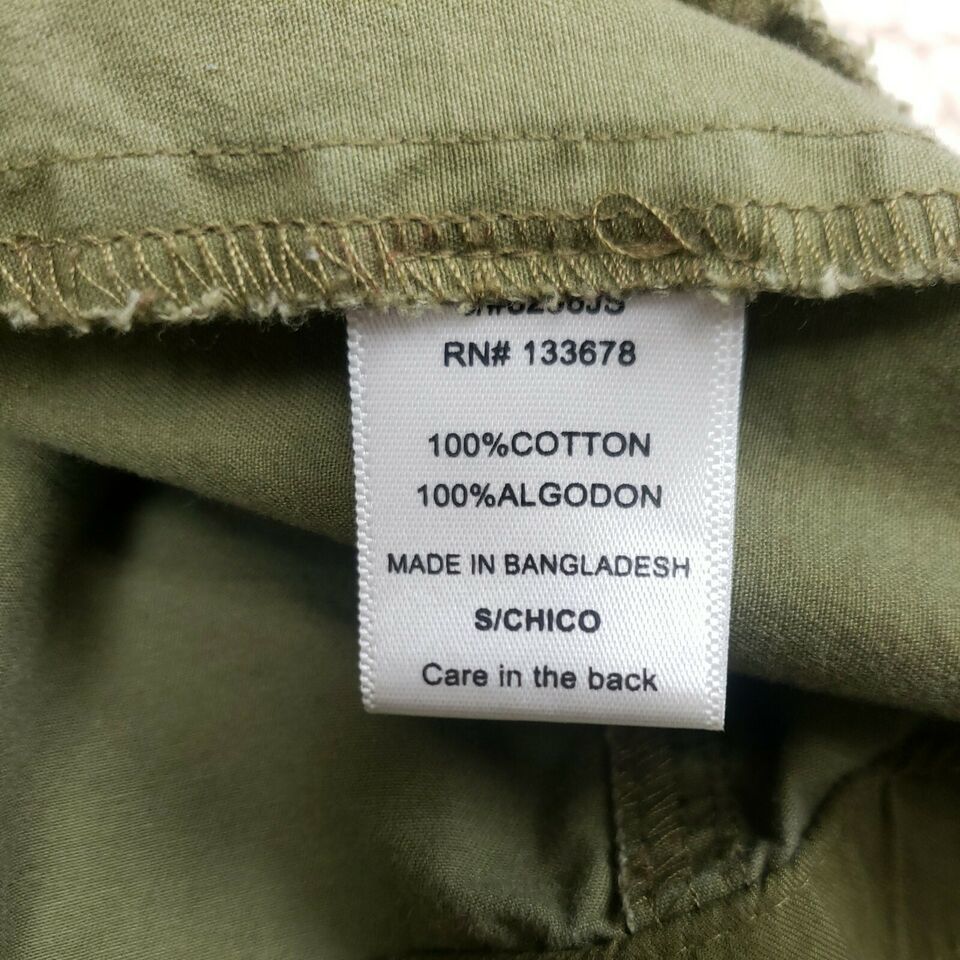 RN# 133678
100%COTTON
100%ALGODON
MADE IN BANGLADESH
S/CHICO
Care in the back